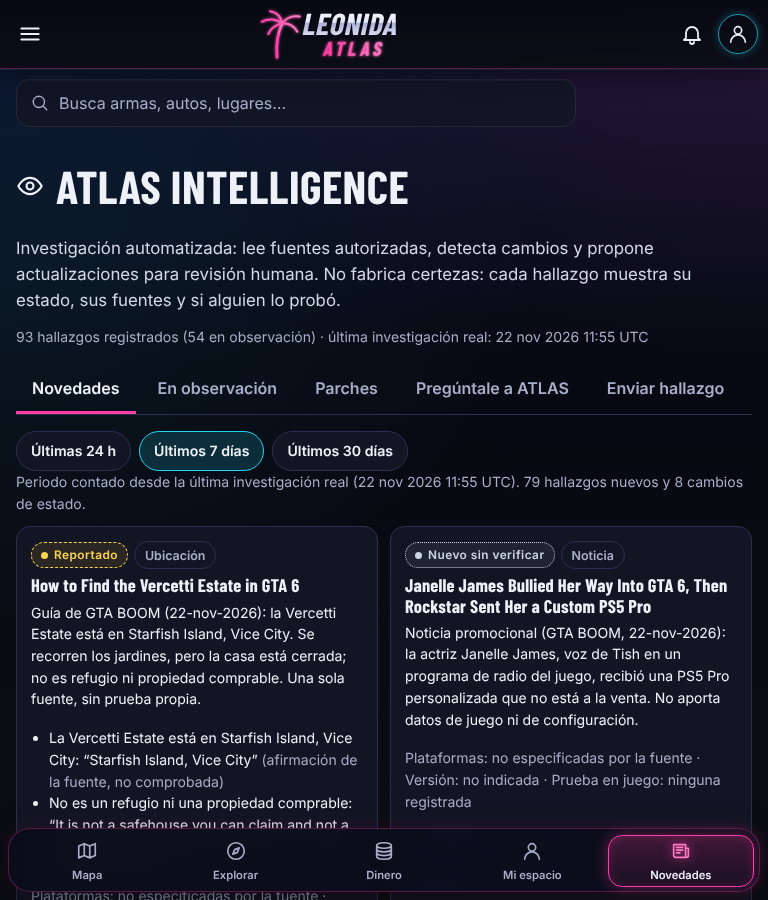 LEONIDA
ATLAS
Busca armas, autos, lugares...
ATLAS INTELLIGENCE
Investigación automatizada: lee fuentes autorizadas, detecta cambios y propone
actualizaciones para revisión humana. No fabrica certezas: cada hallazgo muestra su
estado, sus fuentes y si alguien lo probó.
93 hallazgos registrados (54 en observación) · última investigación real: 22 nov 2026 11:55 UTC
Novedades En observación Parches Pregúntale a ATLAS Enviar hallazgo
Últimas 24 h Últimos 7 días Últimos 30 días
Periodo contado desde la última investigación real (22 nov 2026 11:55 UTC). 79 hallazgos nuevos y 8 cambios
de estado.
Reportado Ubicación
How to Find the Vercetti Estate in GTA 6
Guía de GTA BOOM (22-nov-2026): la Vercetti
Estate está en Starfish Island, Vice City. Se
recorren los jardines, pero la casa está cerrada;
no es refugio ni propiedad comprable. Una sola
fuente, sin prueba propia.
• La Vercetti Estate está en Starfish Island, Vice
City: “Starfish Island, Vice City” (afirmación de
la fuente, no comprobada)
• No es un refugio ni una propiedad comprable:
“It is not a safehouse you can claim and not a
Plataformas: no especificadas por la fuente ·
Nuevo sin verificar Noticia
Janelle James Bullied Her Way Into GTA 6, Then
Rockstar Sent Her a Custom PS5 Pro
Noticia promocional (GTA BOOM, 22-nov-2026):
la actriz Janelle James, voz de Tish en un
programa de radio del juego, recibió una PS5 Pro
personalizada que no está a la venta. No aporta
datos de juego ni de configuración.
Plataformas: no especificadas por la fuente ·
Versión: no indicada · Prueba en juego: ninguna
registrada
Mapa Explorar Dinero Mi espacio Novedades